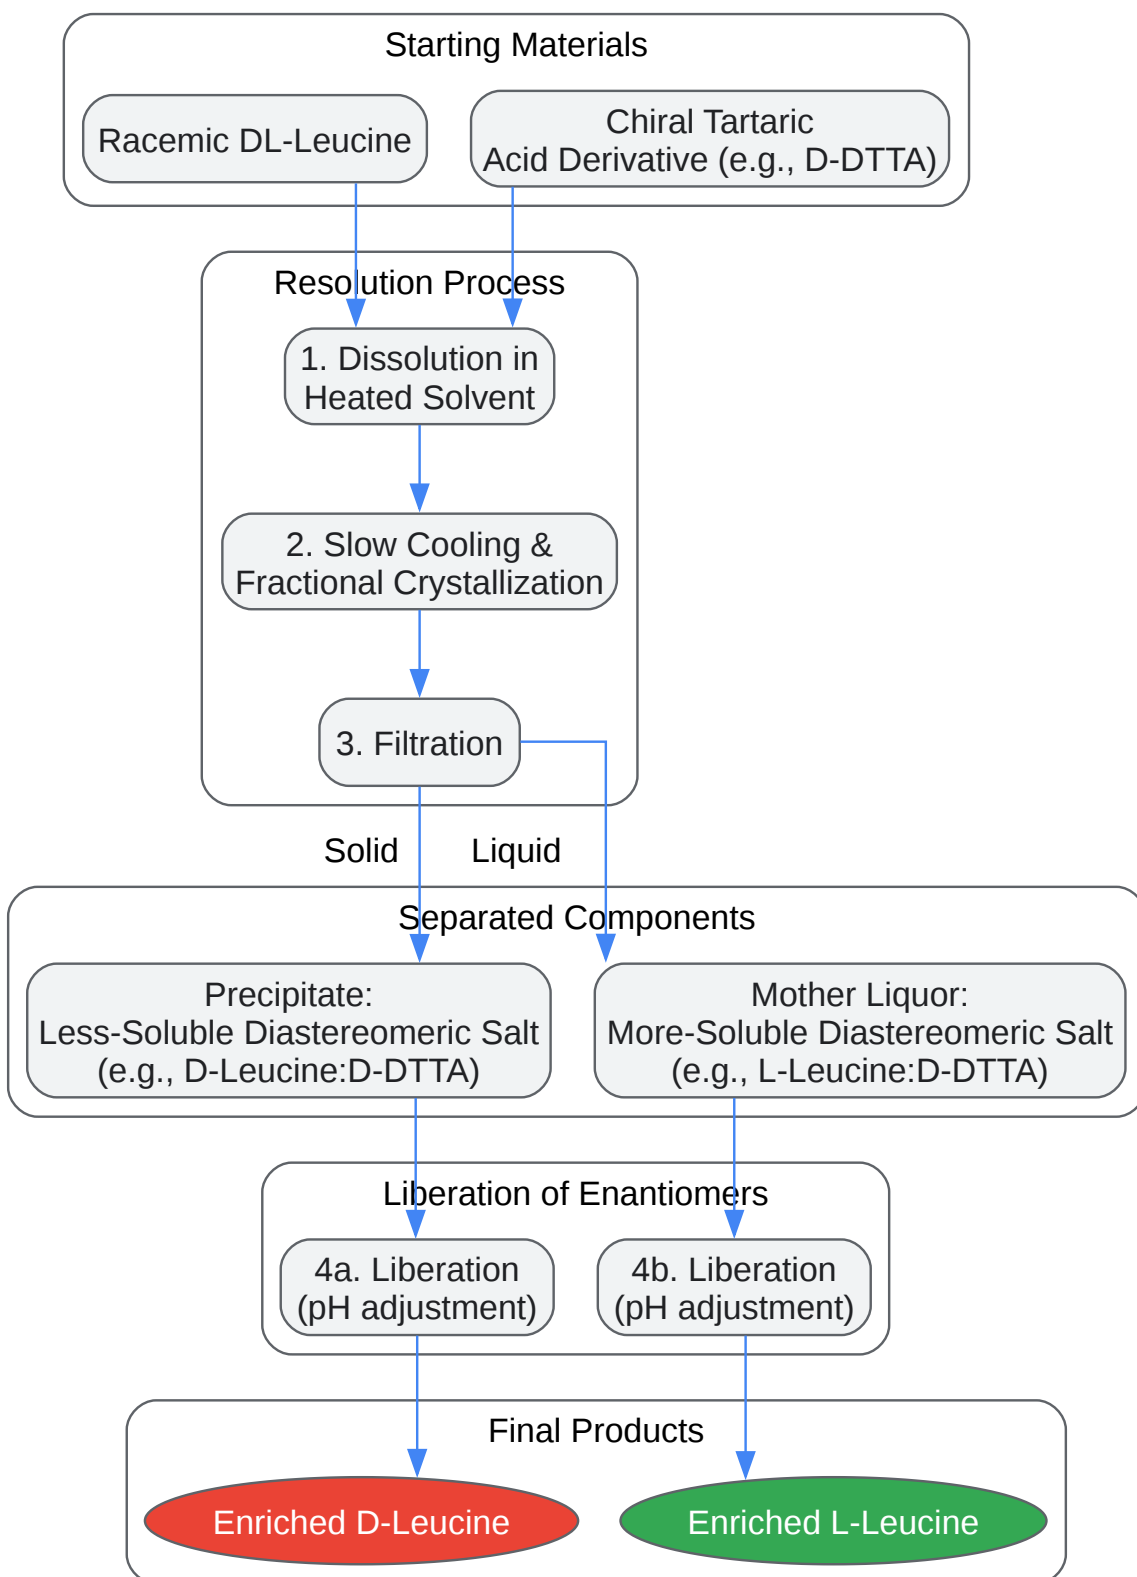 Starting Materials
Racemic DL-Leucine
Chiral Tartaric
Acid Derivative (e.g., D-DTTA)
Resolution Process
1. Dissolution in
Heated Solvent
2. Slow Cooling &
Fractional Crystallization
3. Filtration
Solid
Liquid
Separated Components
Precipitate:
Less-Soluble Diastereomeric Salt
(e.g., D-Leucine:D-DTTA)
Mother Liquor:
More-Soluble Diastereomeric Salt
(e.g., L-Leucine:D-DTTA)
Liberation of Enantiomers
4a. Liberation
(pH adjustment)
4b. Liberation
(pH adjustment)
Final Products
Enriched D-Leucine
Enriched L-Leucine